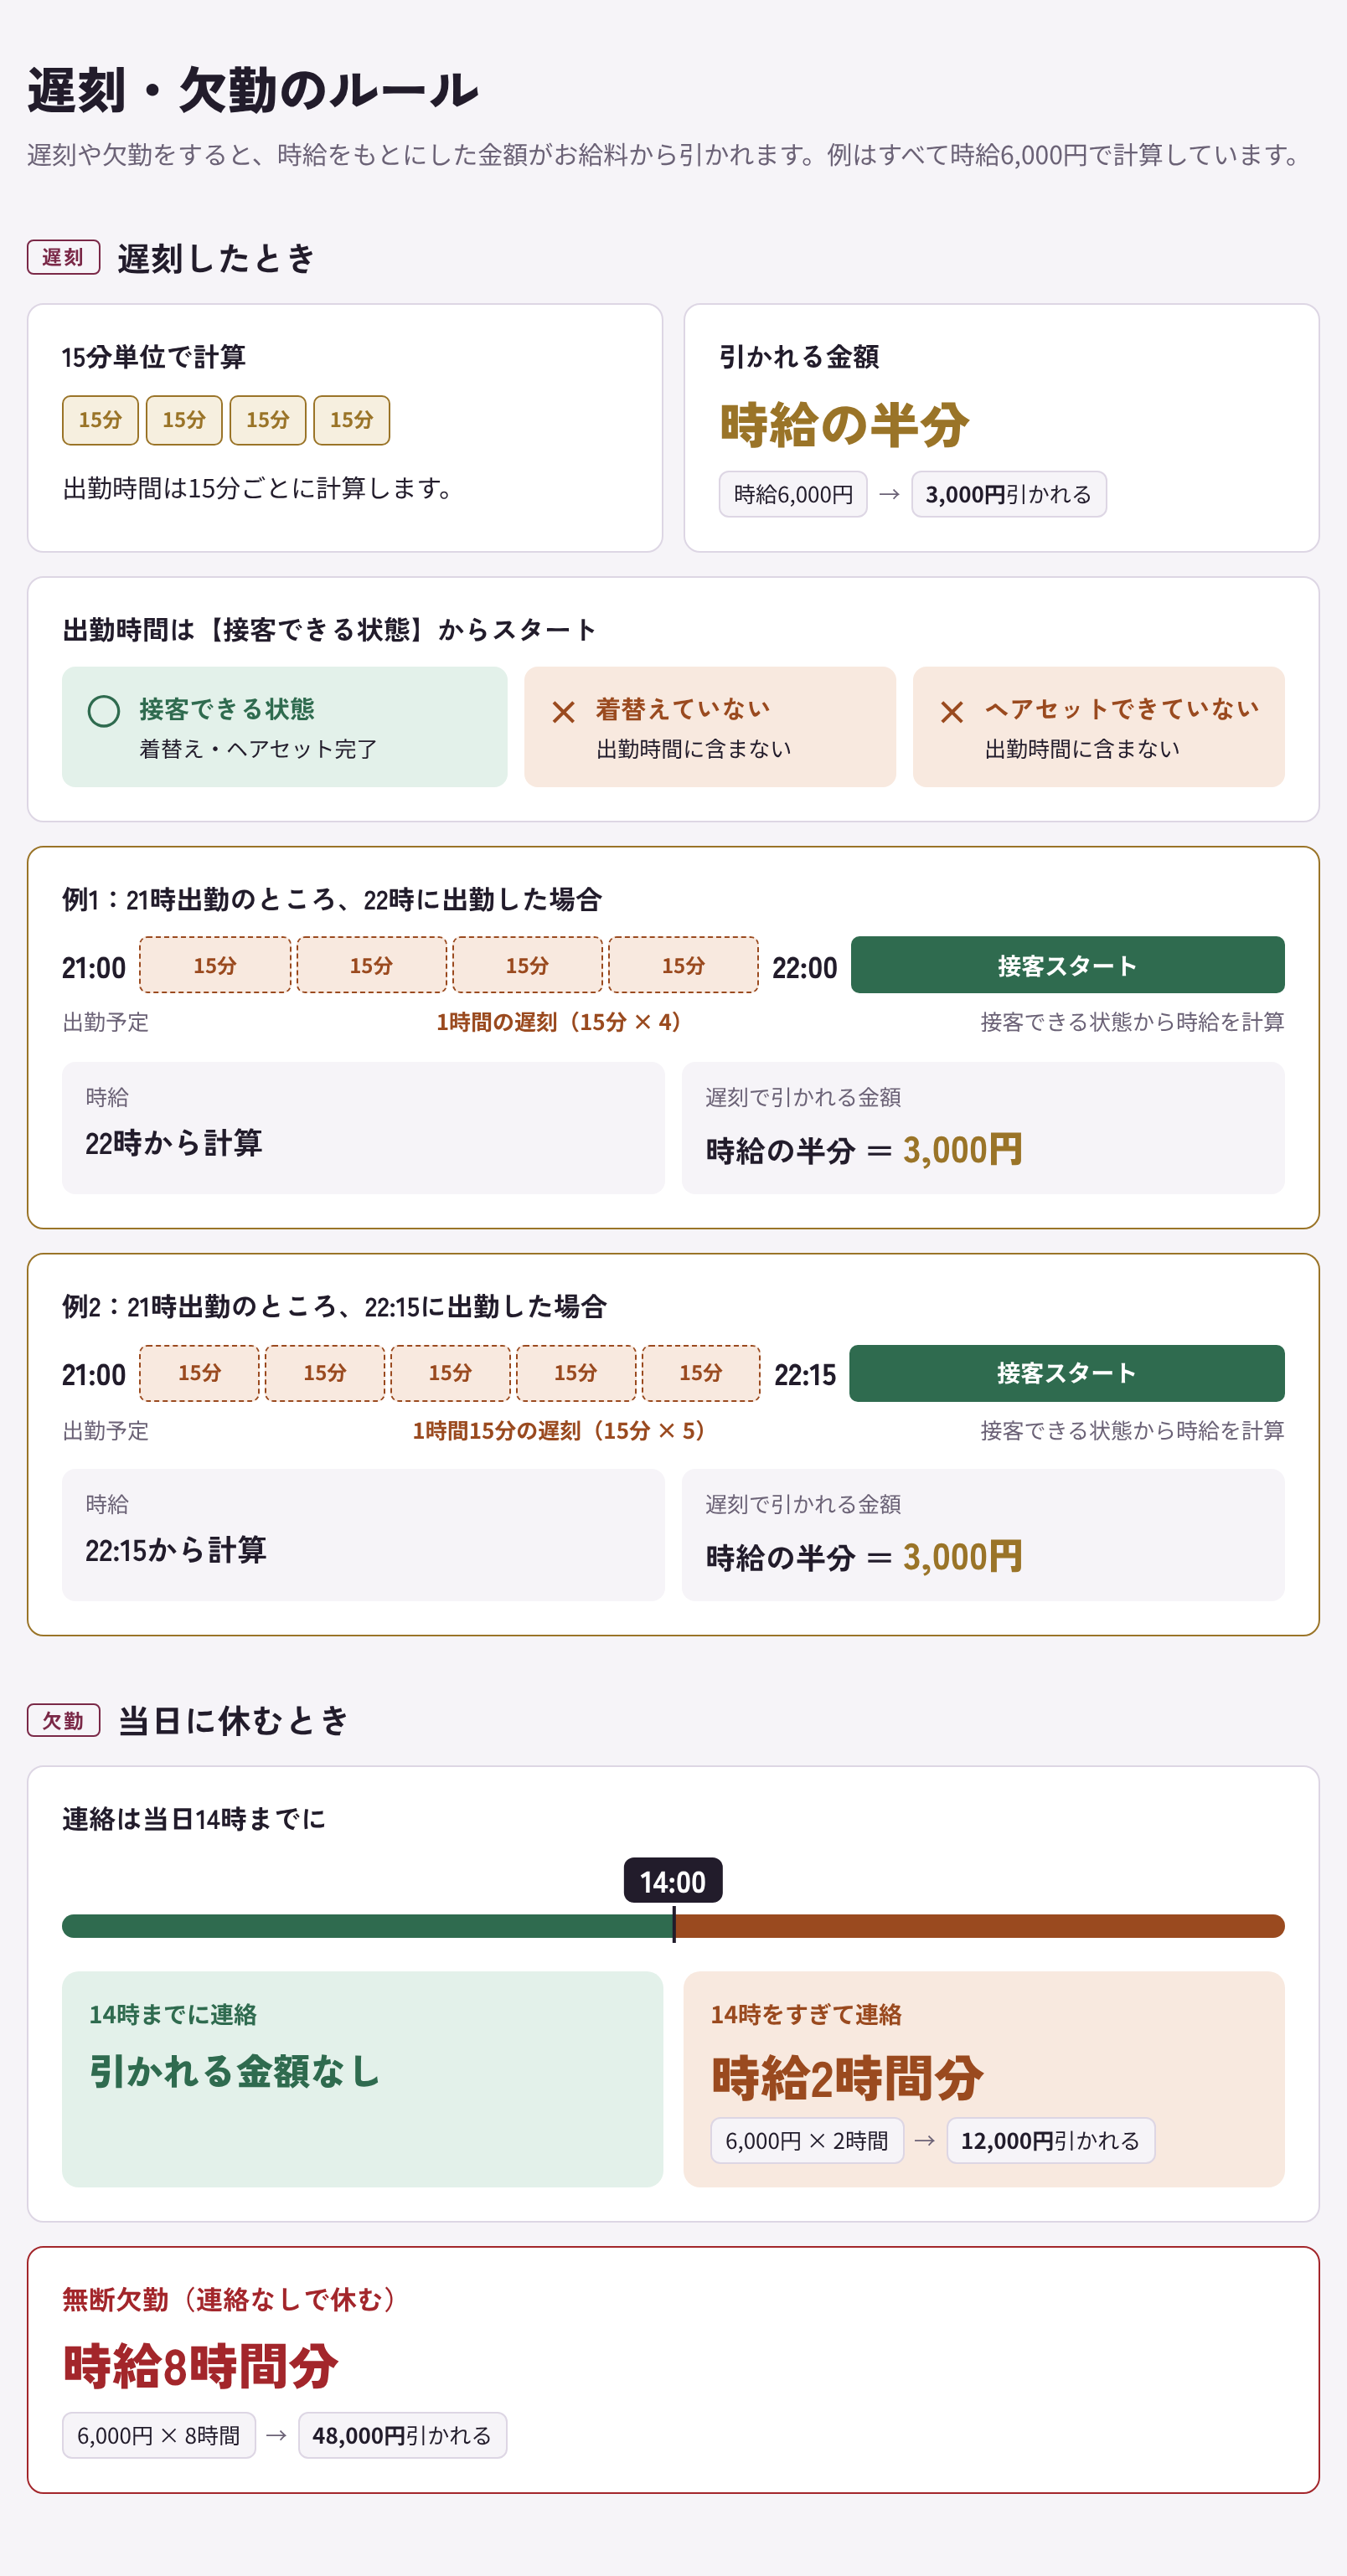 遅刻・欠勤のルール
遅刻や欠勤をすると、時給をもとにした金額がお給料から引かれます。例はすべて時給6,000円で計算しています。
遅刻 遅刻したとき
15分単位で計算
15分 15分 15分 15分
出勤時間は15分ごとに計算します。
引かれる金額
時給の半分
時給6,000円 → 3,000円引かれる
出勤時間は【接客できる状態】からスタート
○ 接客できる状態
着替え・ヘアセット完了
× 着替えていない
出勤時間に含まない
× ヘアセットできていない
出勤時間に含まない
例1：21時出勤のところ、22時に出勤した場合
21:00 15分 15分 15分 15分 22:00 接客スタート
出勤予定 1時間の遅刻（15分 × 4） 接客できる状態から時給を計算
時給
22時から計算
遅刻で引かれる金額
時給の半分 ＝ 3,000円
例2：21時出勤のところ、22:15に出勤した場合
21:00 15分 15分 15分 15分 15分 22:15 接客スタート
出勤予定 1時間15分の遅刻（15分 × 5） 接客できる状態から時給を計算
時給
22:15から計算
遅刻で引かれる金額
時給の半分 ＝ 3,000円
欠勤 当日に休むとき
連絡は当日14時までに
14:00
14時までに連絡
引かれる金額なし
14時をすぎて連絡
時給2時間分
6,000円 × 2時間 → 12,000円引かれる
無断欠勤（連絡なしで休む）
時給8時間分
6,000円 × 8時間 → 48,000円引かれる